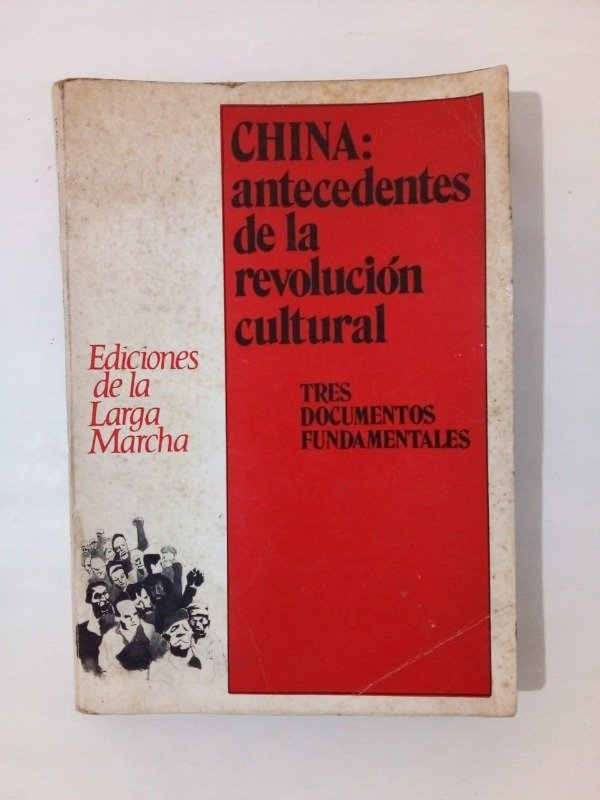 CHINA:
antecedentes
de la
revolución
cultural
TRES
DOCUMENTOS
FUNDAMENTALES
Ediciones
de la
Larga
Marcha